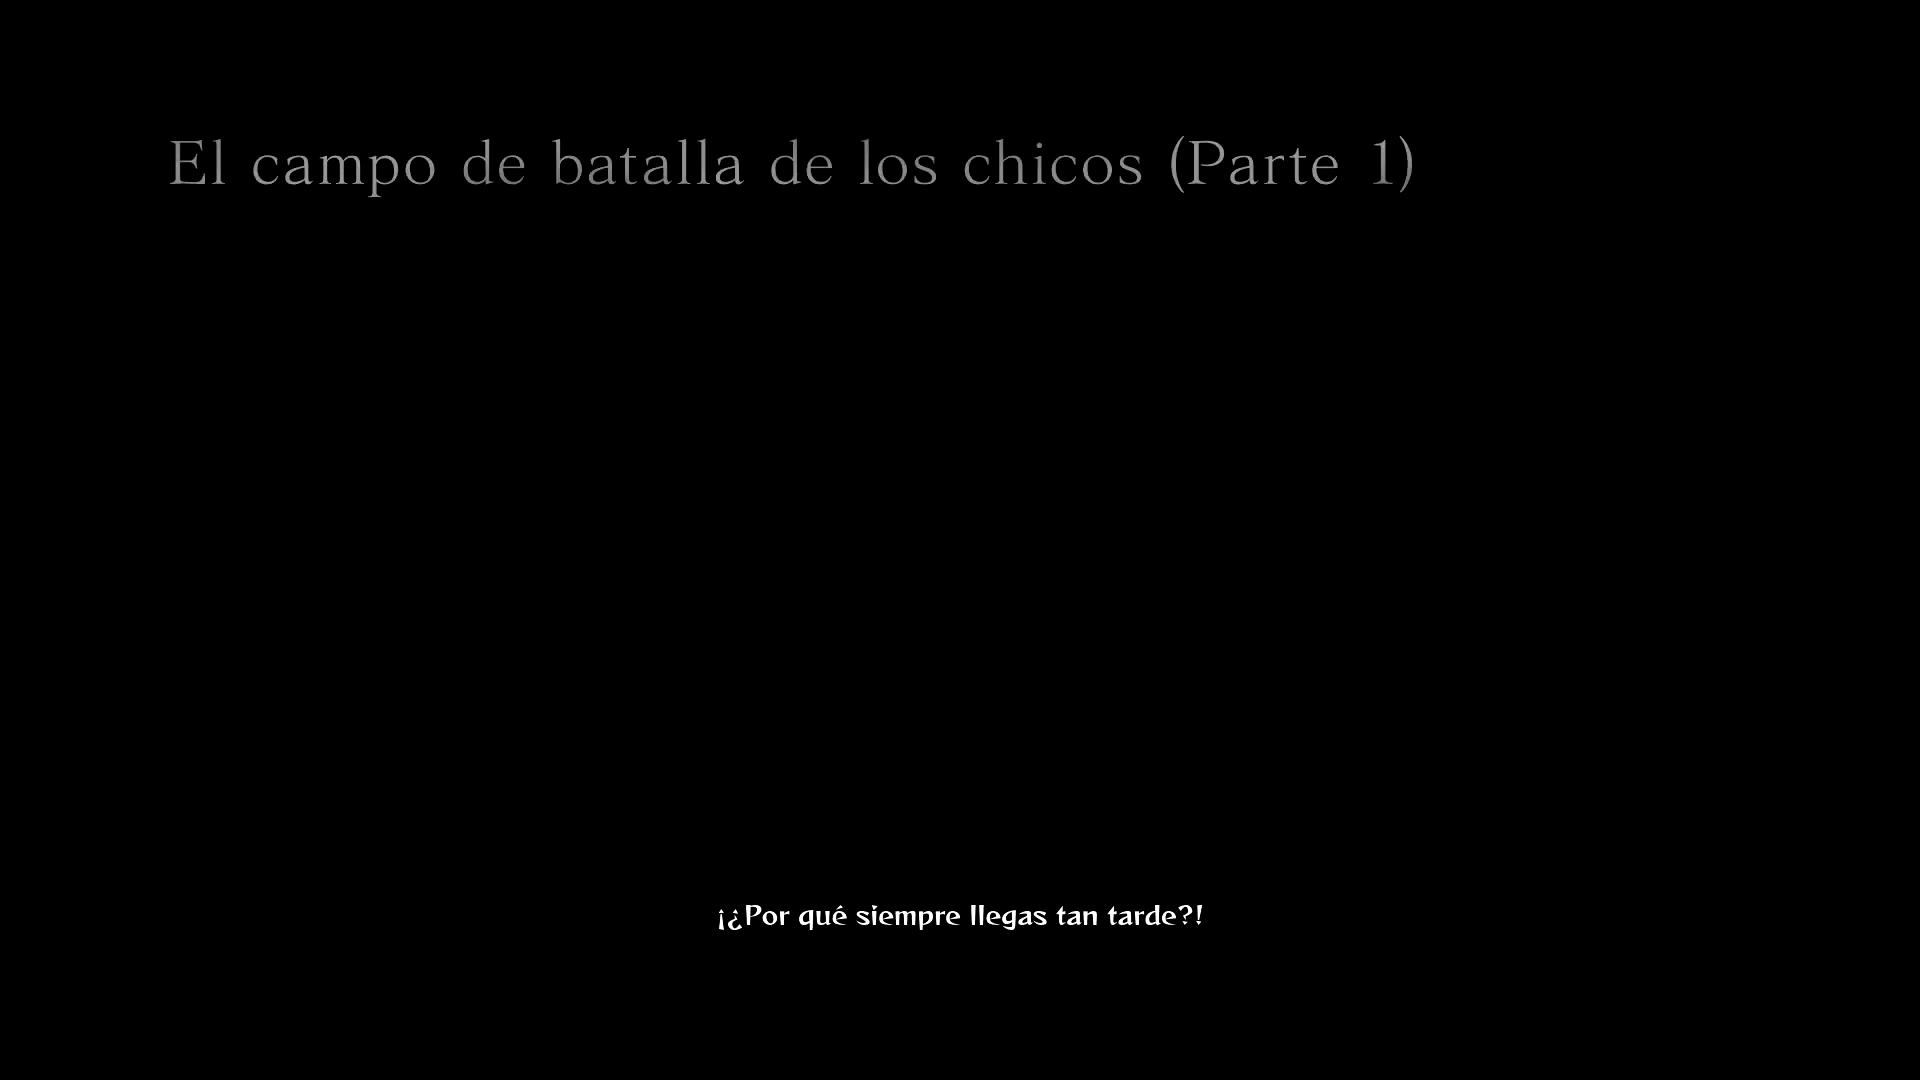 El campo de batalla de los chicos (Parte 1)
¡¿Por qué siempre llegas tan tarde?!